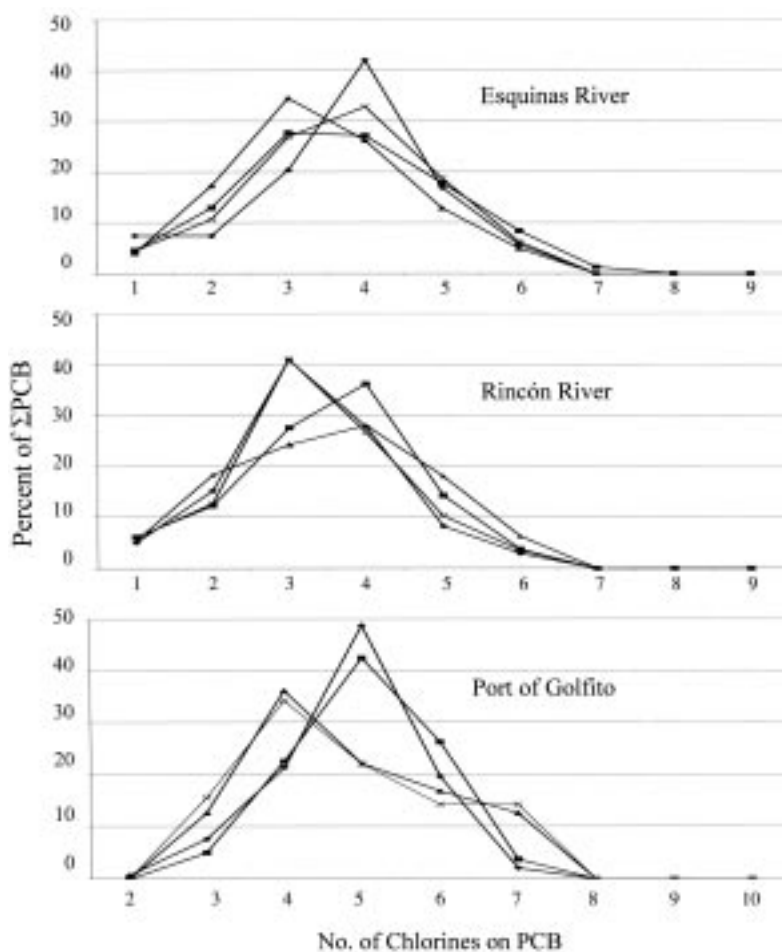 50
40
Esquinas River
30
20
10
0
1 2 3 4 5 6 7 8 9
50
40
Rincón River
30
20
10
0
1 2 3 4 5 6 7 8 9
50
40
Port of Golfito
30
20
10
0
2 3 4 5 6 7 8 9 10
Percent of ΣPCB
No. of Chlorines on PCB